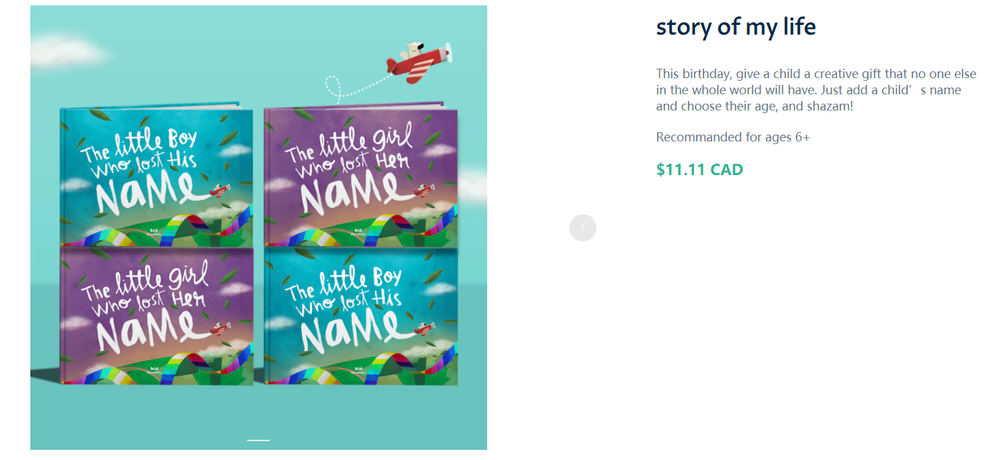 The little Boy
who lost His
NaMe
The little girl
who lost Her
NaMe
The little girl
who lost Her
NaMe
The little Boy
who lost His
NaMe
story of my life
This birthday, give a child a creative gift that no one else
in the whole world will have. Just add a child’s name
and choose their age, and shazam!
Recommanded for ages 6+
$11.11 CAD